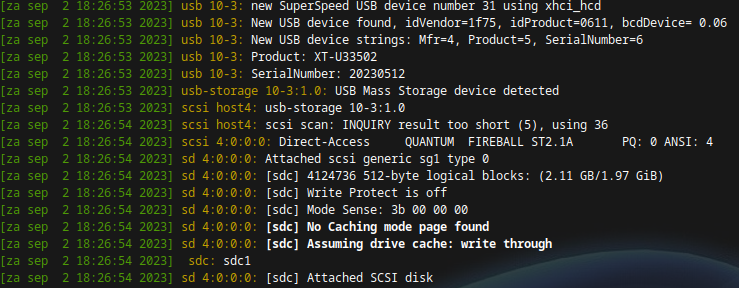 [za sep  2 18:26:53 2023] usb 10-3: new SuperSpeed USB device number 31 using xhci_hcd
[za sep  2 18:26:53 2023] usb 10-3: New USB device found, idVendor=1f75, idProduct=0611, bcdDevice= 0.06
[za sep  2 18:26:53 2023] usb 10-3: New USB device strings: Mfr=4, Product=5, SerialNumber=6
[za sep  2 18:26:53 2023] usb 10-3: Product: XT-U33502
[za sep  2 18:26:53 2023] usb 10-3: SerialNumber: 20230512
[za sep  2 18:26:53 2023] usb-storage 10-3:1.0: USB Mass Storage device detected
[za sep  2 18:26:53 2023] scsi host4: usb-storage 10-3:1.0
[za sep  2 18:26:54 2023] scsi host4: scsi scan: INQUIRY result too short (5), using 36
[za sep  2 18:26:54 2023] scsi 4:0:0:0: Direct-Access     QUANTUM  FIREBALL ST2.1A       PQ: 0 ANSI: 4
[za sep  2 18:26:54 2023] sd 4:0:0:0: Attached scsi generic sg1 type 0
[za sep  2 18:26:54 2023] sd 4:0:0:0: [sdc] 4124736 512-byte logical blocks: (2.11 GB/1.97 GiB)
[za sep  2 18:26:54 2023] sd 4:0:0:0: [sdc] Write Protect is off
[za sep  2 18:26:54 2023] sd 4:0:0:0: [sdc] Mode Sense: 3b 00 00 00
[za sep  2 18:26:54 2023] sd 4:0:0:0: [sdc] No Caching mode page found
[za sep  2 18:26:54 2023] sd 4:0:0:0: [sdc] Assuming drive cache: write through
[za sep  2 18:26:54 2023]  sdc: sdc1
[za sep  2 18:26:54 2023] sd 4:0:0:0: [sdc] Attached SCSI disk